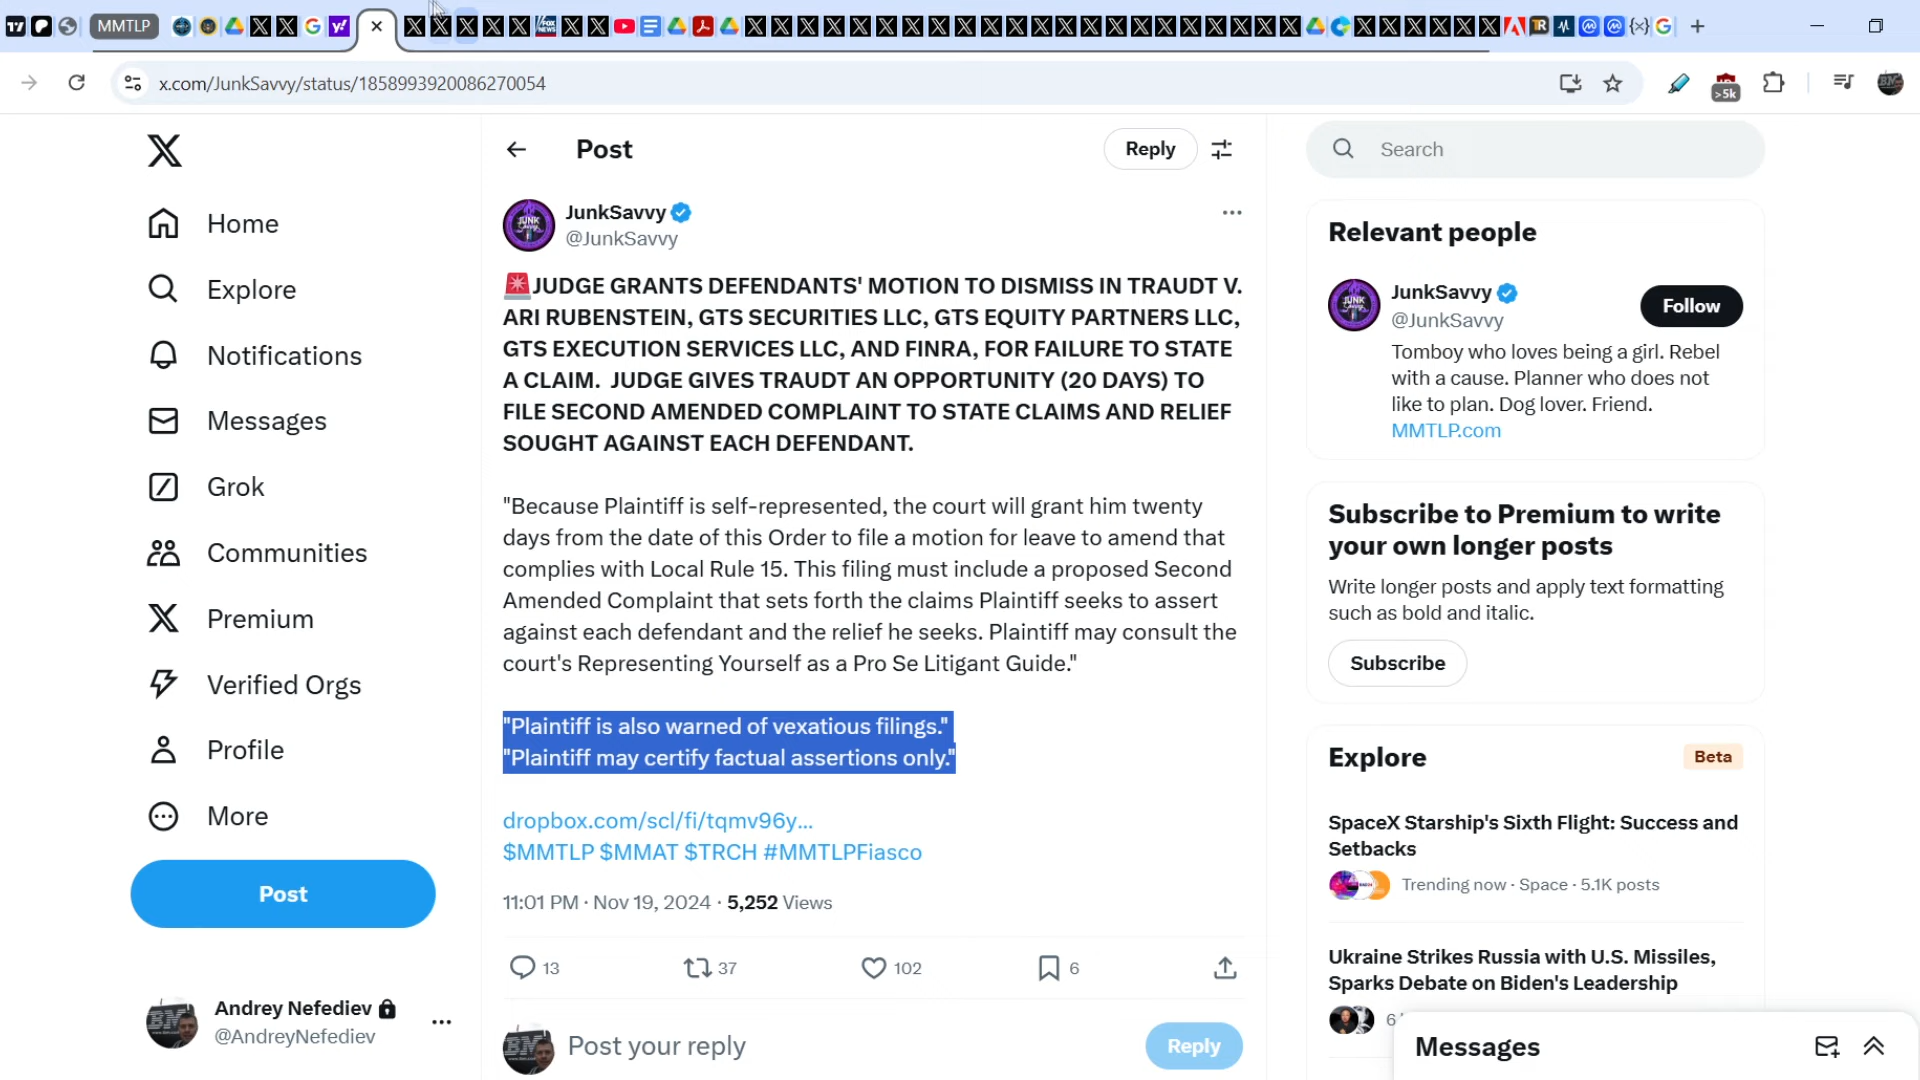 MMTLP
x.com/JunkSavvy/status/1858993920086270054
>5k
Home
Explore
Notifications
Messages
Grok
Communities
Premium
Verified Orgs
Profile
More
Post
Andrey Nefediev
@AndreyNefediev
Post
Reply
JunkSavvy
@JunkSavvy
JUDGE GRANTS DEFENDANTS' MOTION TO DISMISS IN TRAUDT V.
ARI RUBENSTEIN, GTS SECURITIES LLC, GTS EQUITY PARTNERS LLC,
GTS EXECUTION SERVICES LLC, AND FINRA, FOR FAILURE TO STATE
A CLAIM.  JUDGE GIVES TRAUDT AN OPPORTUNITY (20 DAYS) TO
FILE SECOND AMENDED COMPLAINT TO STATE CLAIMS AND RELIEF
SOUGHT AGAINST EACH DEFENDANT.
"Because Plaintiff is self-represented, the court will grant him twenty
days from the date of this Order to file a motion for leave to amend that
complies with Local Rule 15. This filing must include a proposed Second
Amended Complaint that sets forth the claims Plaintiff seeks to assert
against each defendant and the relief he seeks. Plaintiff may consult the
court's Representing Yourself as a Pro Se Litigant Guide."
"Plaintiff is also warned of vexatious filings."
"Plaintiff may certify factual assertions only."
dropbox.com/scl/fi/tqmv96y...
$MMTLP $MMAT $TRCH #MMTLPFiasco
11:01 PM · Nov 19, 2024 · 5,252 Views
13
37
102
6
Post your reply
Reply
Search
Relevant people
JunkSavvy
@JunkSavvy
Follow
Tomboy who loves being a girl. Rebel
with a cause. Planner who does not
like to plan. Dog lover. Friend.
MMTLP.com
Subscribe to Premium to write
your own longer posts
Write longer posts and apply text formatting
such as bold and italic.
Subscribe
Explore
Beta
SpaceX Starship's Sixth Flight: Success and
Setbacks
Trending now · Space · 5.1K posts
Ukraine Strikes Russia with U.S. Missiles,
Sparks Debate on Biden's Leadership
Messages